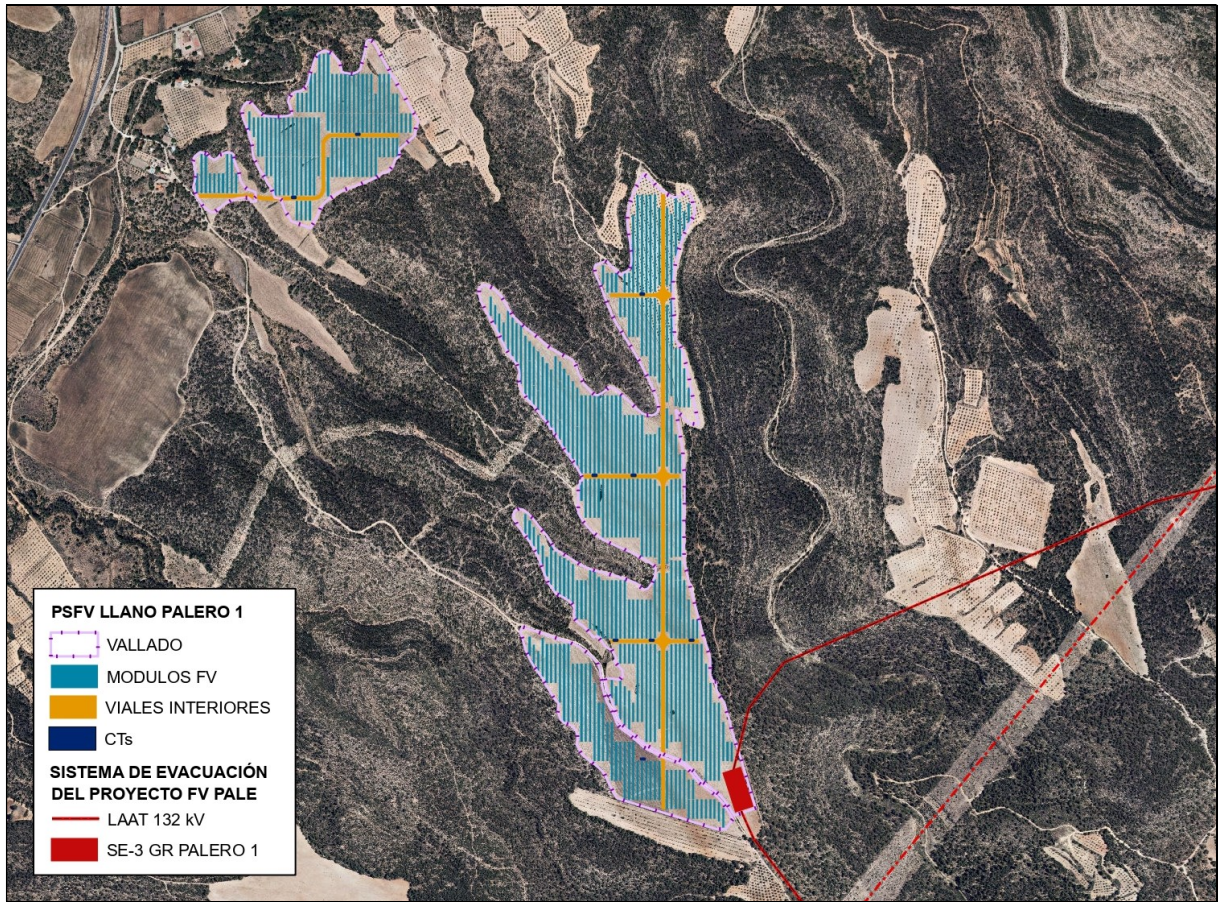 PSFV LLANO PALERO 1
VALLADO
MODULOS FV
VIALES INTERIORES
CTs
SISTEMA DE EVACUACIÓN
DEL PROYECTO FV PALE
LAAT 132 kV
SE-3 GR PALERO 1